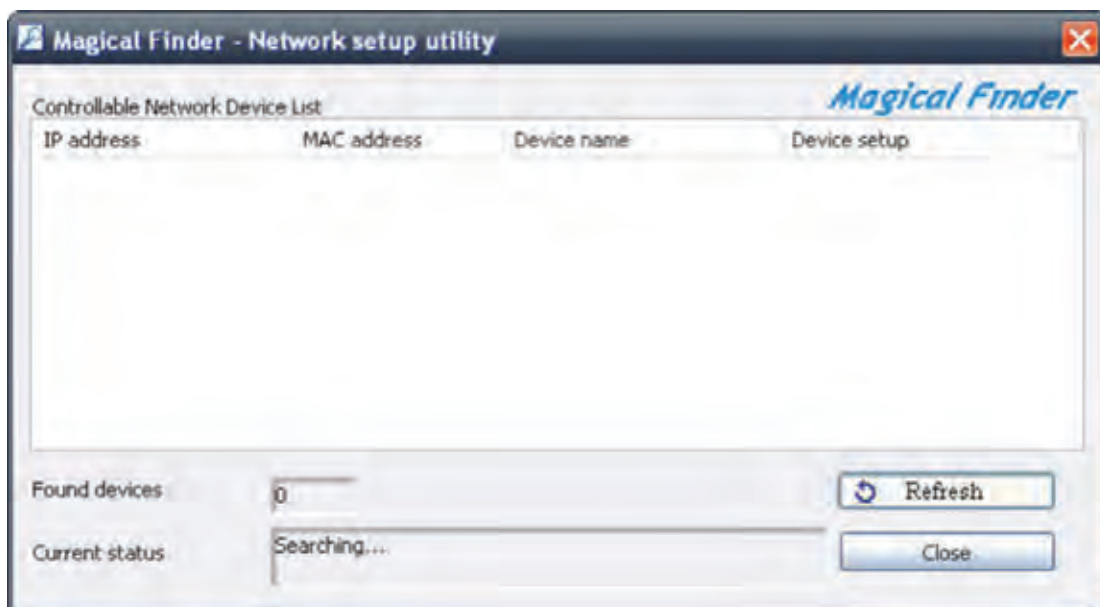 Magical Finder - Network setup utility
Magical Finder
Controllable Network Device List
IP address MAC address Device name Device setup
Found devices 0 Refresh
Current status Searching... Close